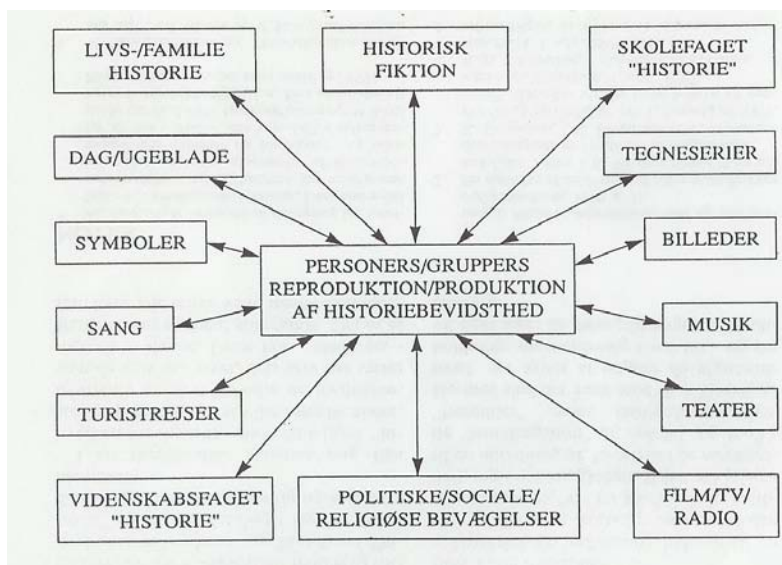 LIVS-/FAMILIE
HISTORIE
HISTORISK
FIKTION
SKOLEFAGET
"HISTORIE"
DAG/UGEBLADE
TEGNESERIER
SYMBOLER
BILLEDER
PERSONERS/GRUPPERS
REPRODUKTION/PRODUKTION
AF HISTORIEBEVIDSTHED
SANG
MUSIK
TURISTREJSER
TEATER
VIDENSKABSFAGET
"HISTORIE"
POLITISKE/SOCIALE/
RELIGIØSE BEVÆGELSER
FILM/TV/
RADIO